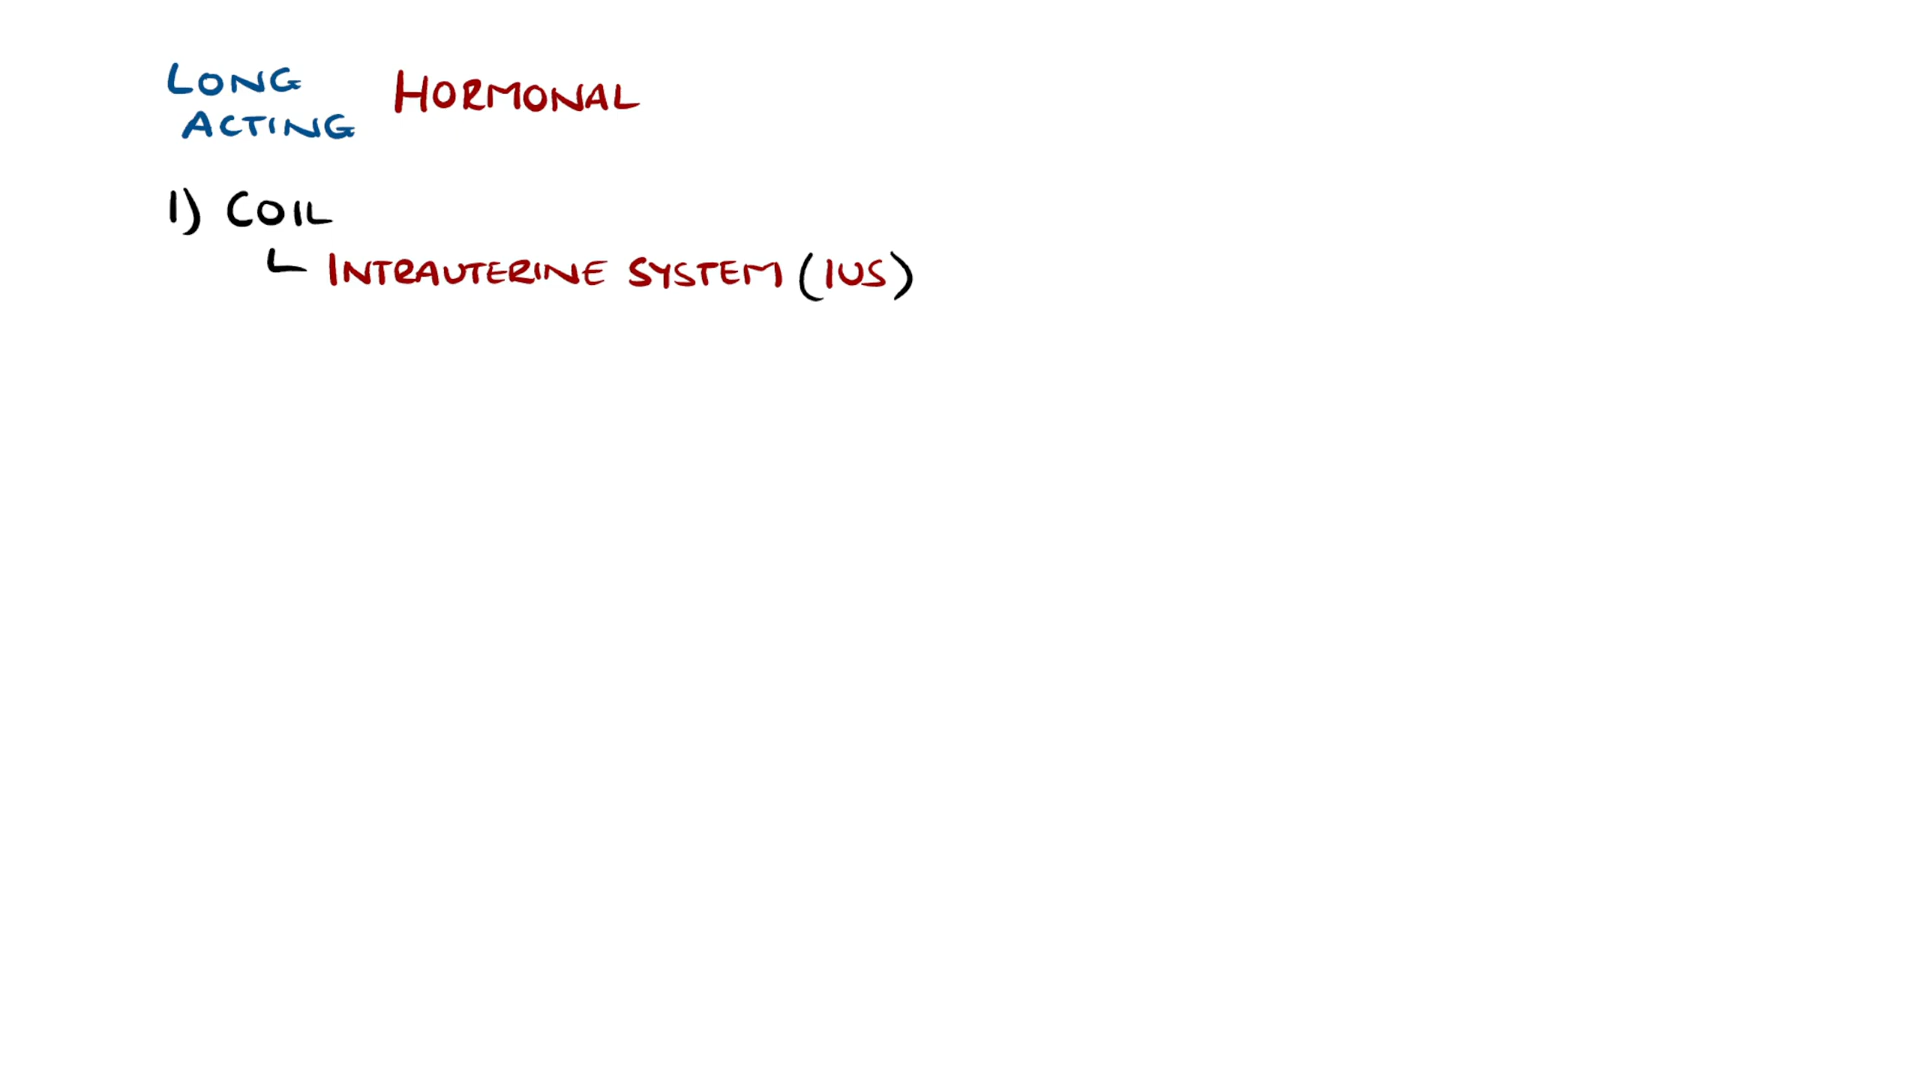 LONG
ACTING
HORMONAL
1) COIL
INTRAUTERINE SYSTEM (IUS)